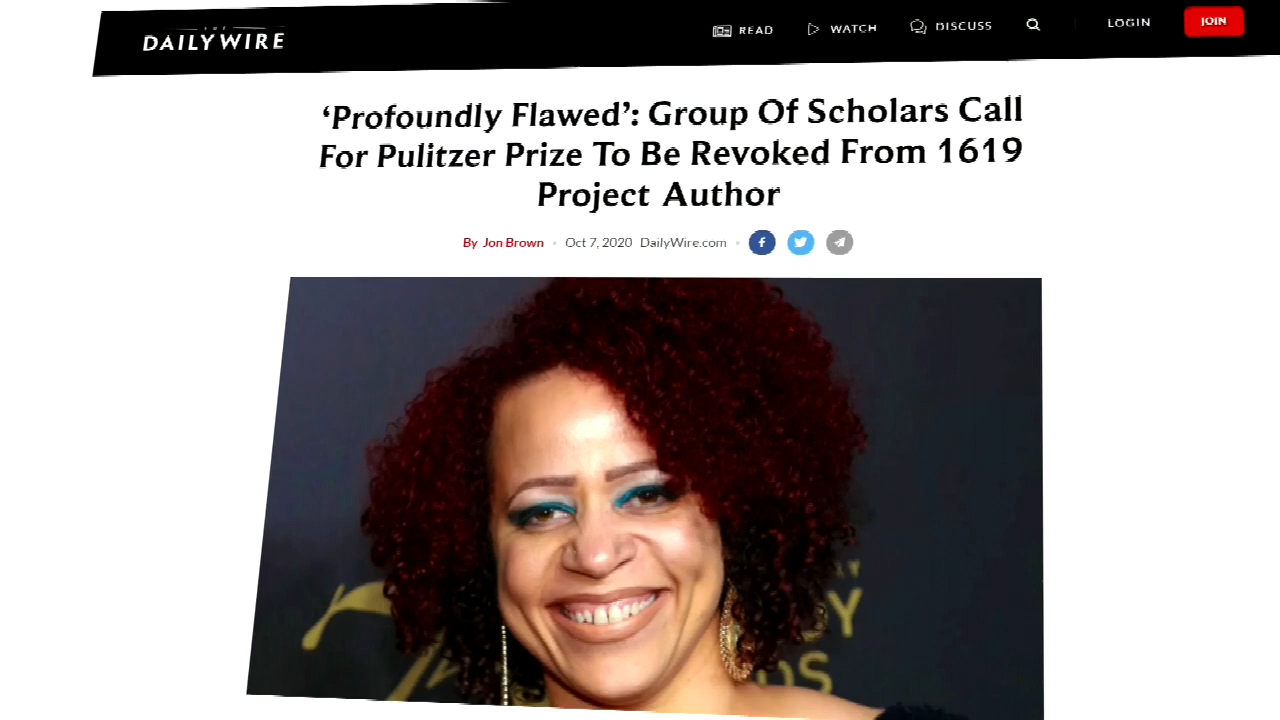 THE
DAILYWIRE
READ
WATCH
DISCUSS
LOGIN
JOIN
‘Profoundly Flawed’: Group Of Scholars Call
For Pulitzer Prize To Be Revoked From 1619
Project Author
By Jon Brown • Oct 7, 2020 DailyWire.com •